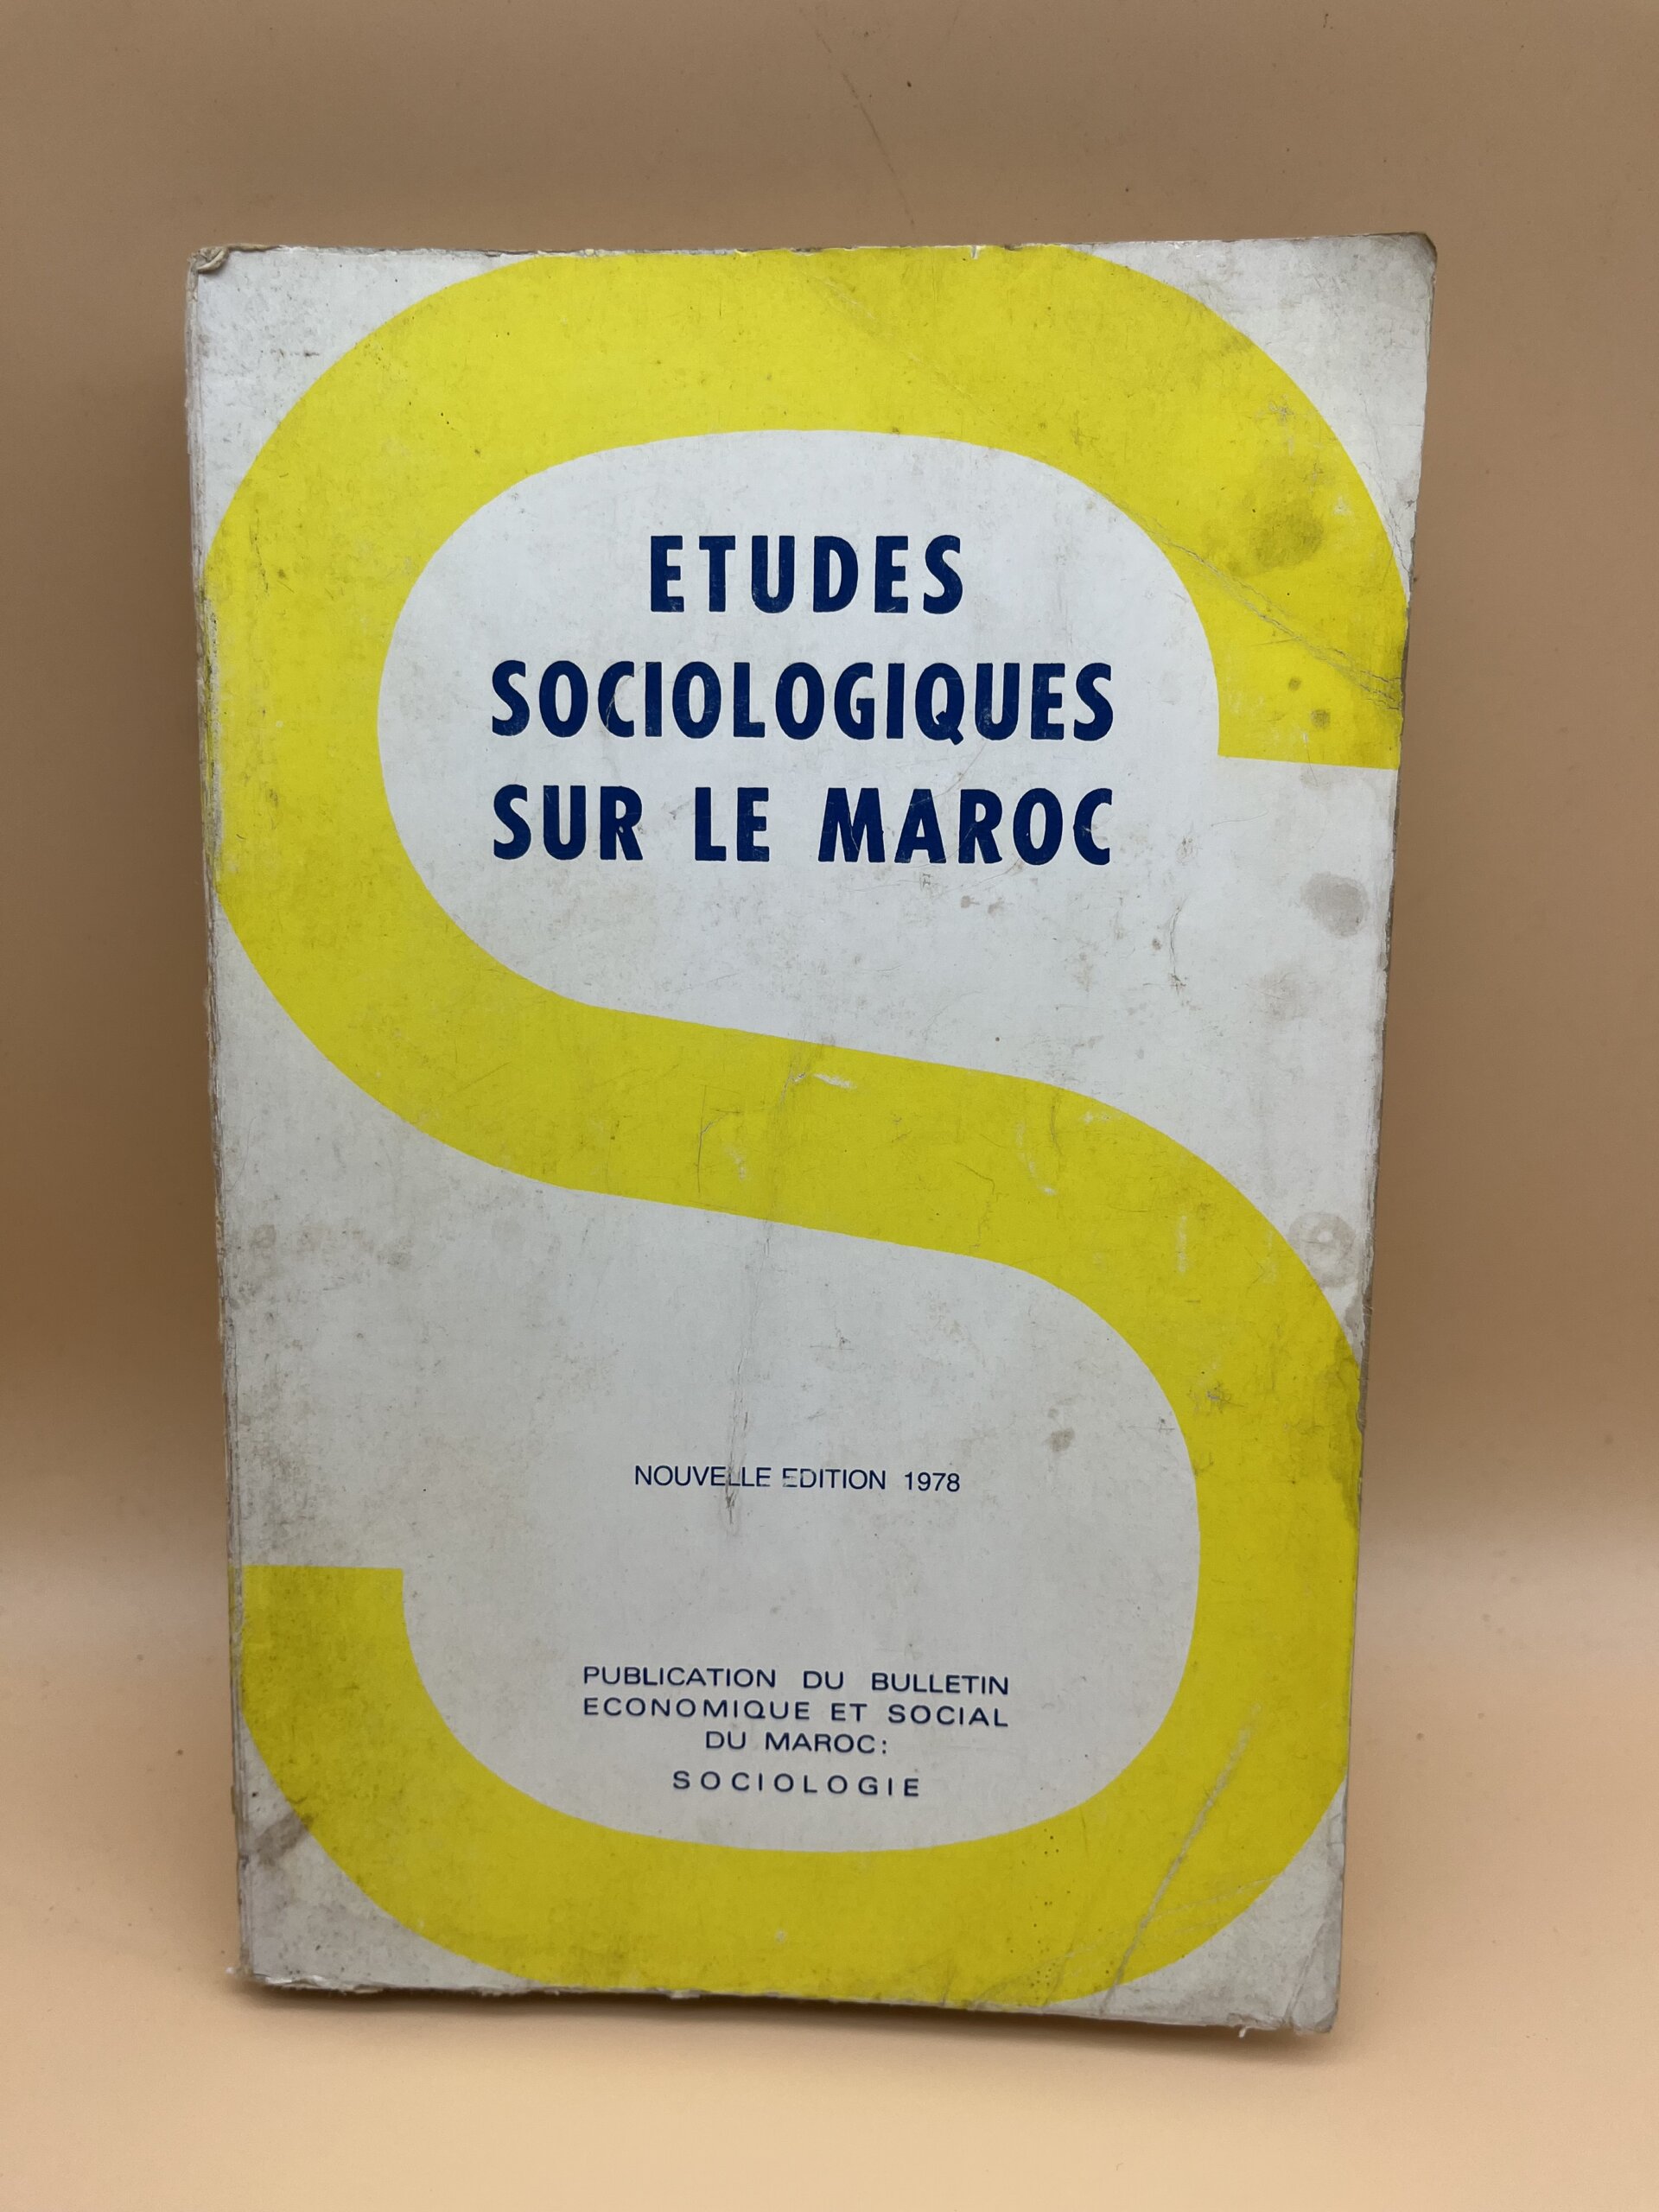 ETUDES
SOCIOLOGIQUES
SUR LE MAROC
NOUVELLE EDITION 1978
PUBLICATION DU BULLETIN
ECONOMIQUE ET SOCIAL
DU MAROC:
SOCIOLOGIE